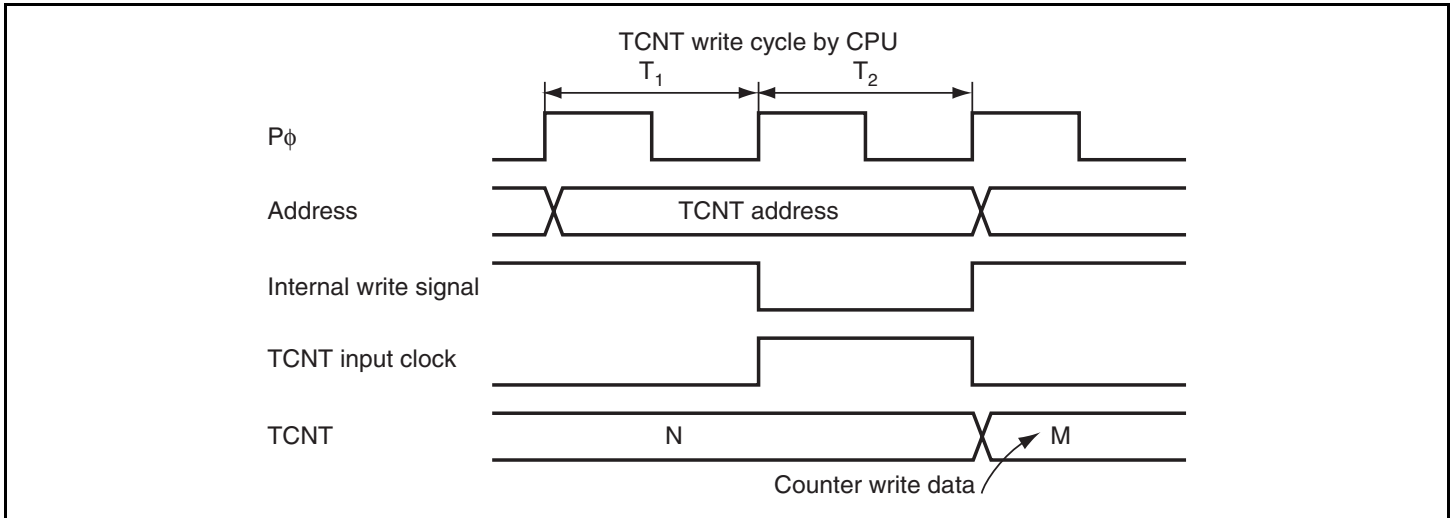 TCNT write cycle by CPU
T1 T2
Pϕ
Address TCNT address
Internal write signal
TCNT input clock
TCNT N M
Counter write data